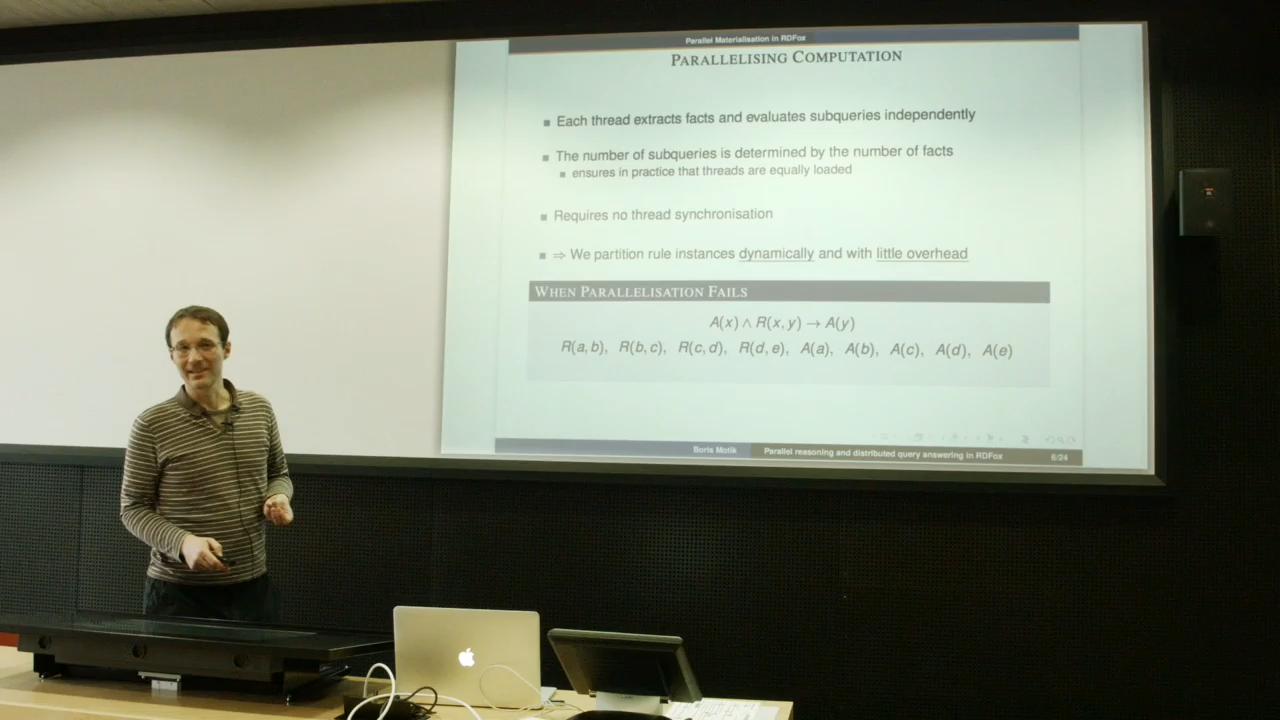 Parallel Materialisation in RDFox
PARALLELISING COMPUTATION
Each thread extracts facts and evaluates subqueries independently
The number of subqueries is determined by the number of facts
ensures in practice that threads are equally loaded
Requires no thread synchronisation
⇒ We partition rule instances dynamically and with little overhead
WHEN PARALLELISATION FAILS
A(x) ∧ R(x, y) → A(y)
R(a, b), R(b, c), R(c, d), R(d, e), A(a), A(b), A(c), A(d), A(e)
Boris Motik Parallel reasoning and distributed query answering in RDFox 6/24